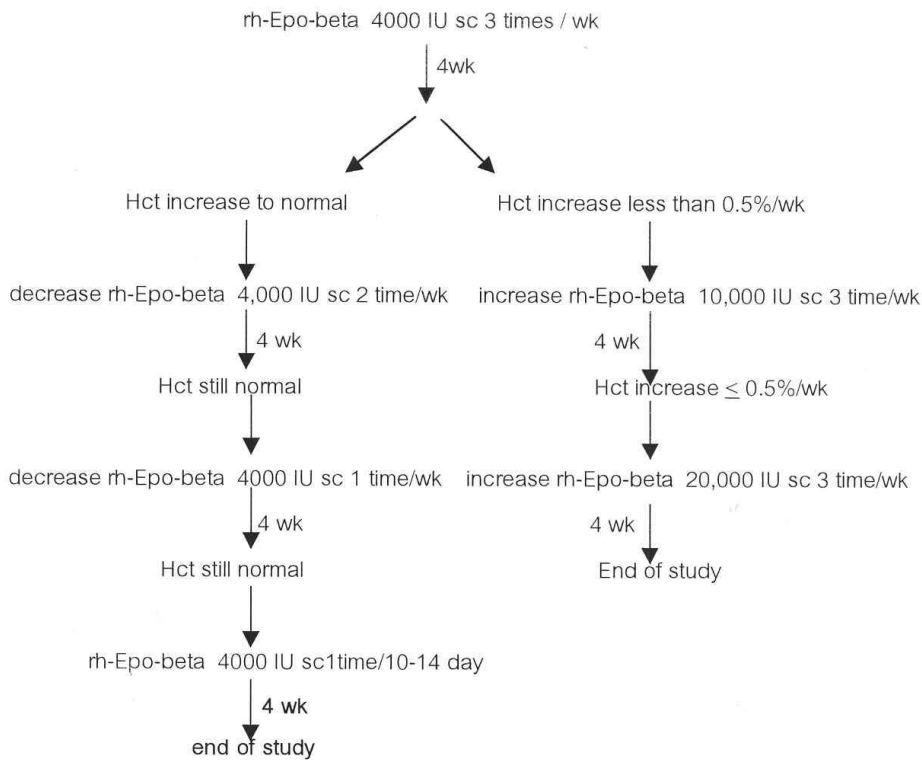 rh-Epo-beta 4000 IU sc 3 times / wk
4wk
Hct increase to normal
Hct increase less than 0.5%/wk
decrease rh-Epo-beta 4,000 IU sc 2 time/wk
increase rh-Epo-beta 10,000 IU sc 3 time/wk
4 wk
4 wk
Hct still normal
Hct increase ≤ 0.5%/wk
decrease rh-Epo-beta 4000 IU sc 1 time/wk
increase rh-Epo-beta 20,000 IU sc 3 time/wk
4 wk
4 wk
Hct still normal
End of study
rh-Epo-beta 4000 IU sc1time/10-14 day
4 wk
end of study